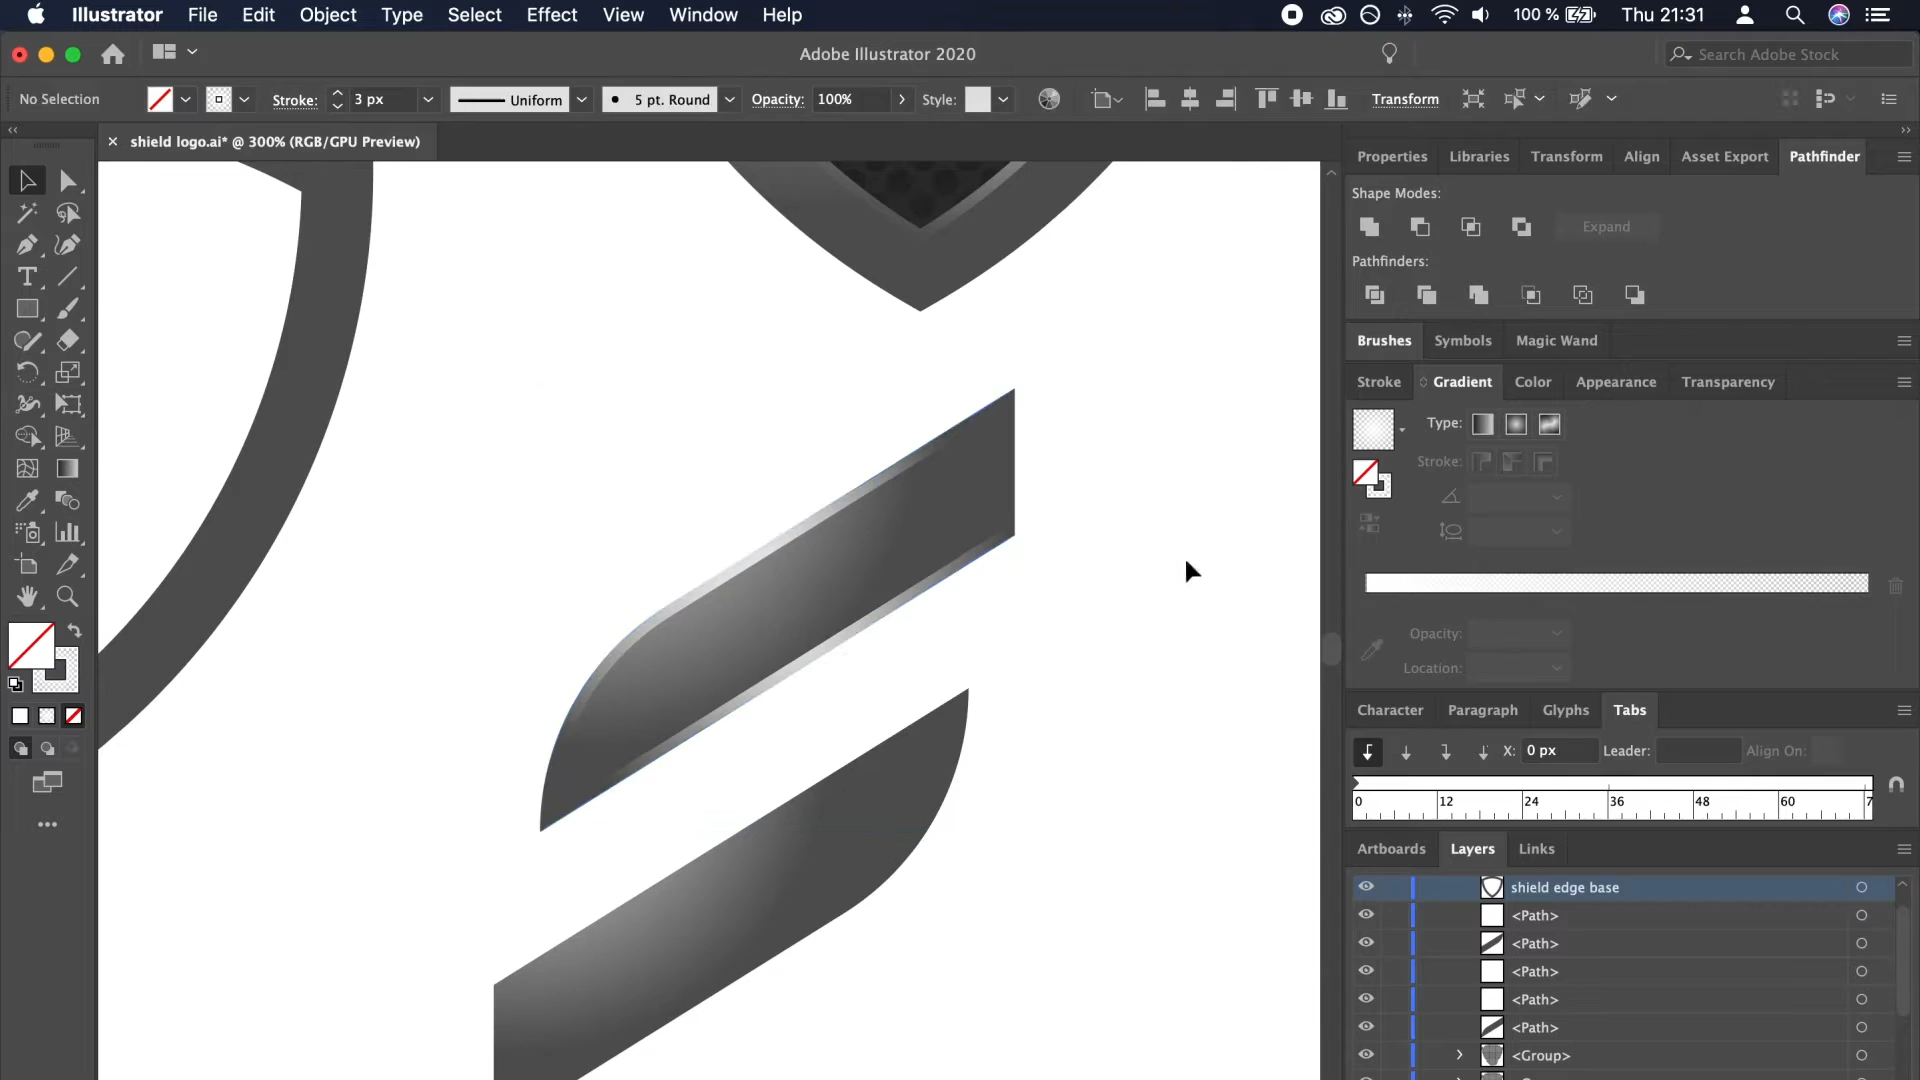 Illustrator File Edit Object Type Select Effect View Window Help 100 % Thu 21:31
Adobe Illustrator 2020 Search Adobe Stock
No Selection Stroke: 3 px Uniform 5 pt. Round Opacity: 100% Style: Transform
shield logo.ai* @ 300% (RGB/GPU Preview)
Properties Libraries Transform Align Asset Export Pathfinder
Shape Modes:
Expand
Pathfinders:
Brushes Symbols Magic Wand
Stroke Gradient Color Appearance Transparency
Type:
Stroke:
Opacity:
Location:
Character Paragraph Glyphs Tabs
X: 0 px Leader: Align On:
0 12 24 36 48 60 7
Artboards Layers Links
shield edge base
<Path>
<Path>
<Path>
<Path>
<Path>
<Group>